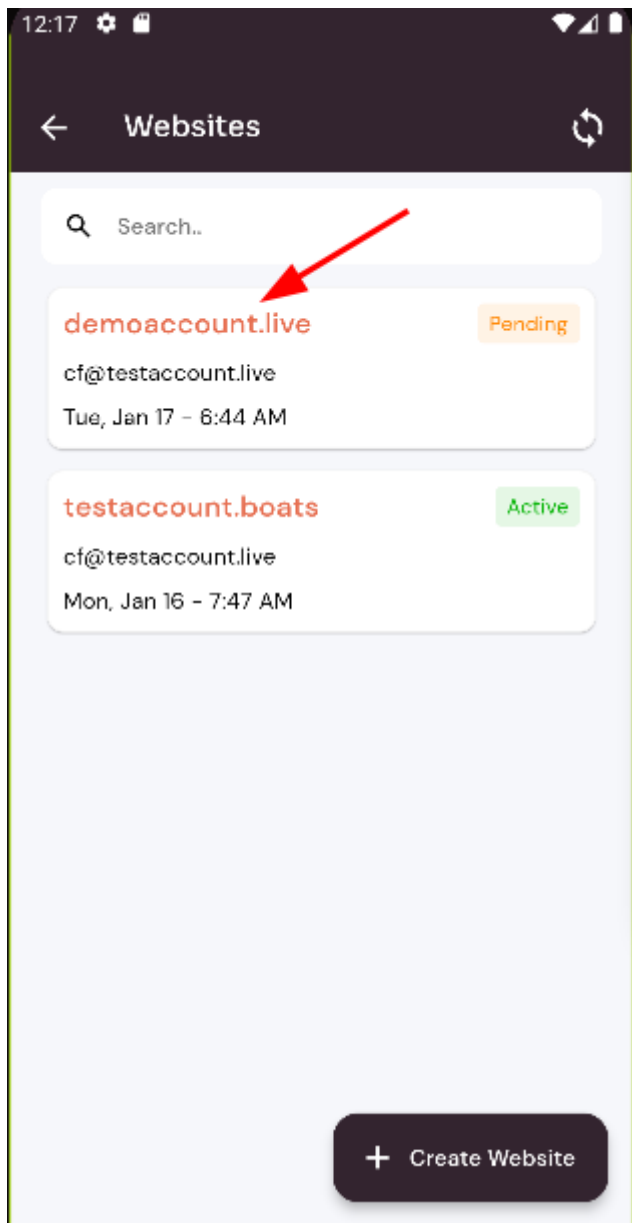 12:17
Websites
Search..
demoaccount.live
Pending
cf@testaccount.live
Tue, Jan 17 - 6:44 AM
testaccount.boats
Active
cf@testaccount.live
Mon, Jan 16 - 7:47 AM
+ Create Website